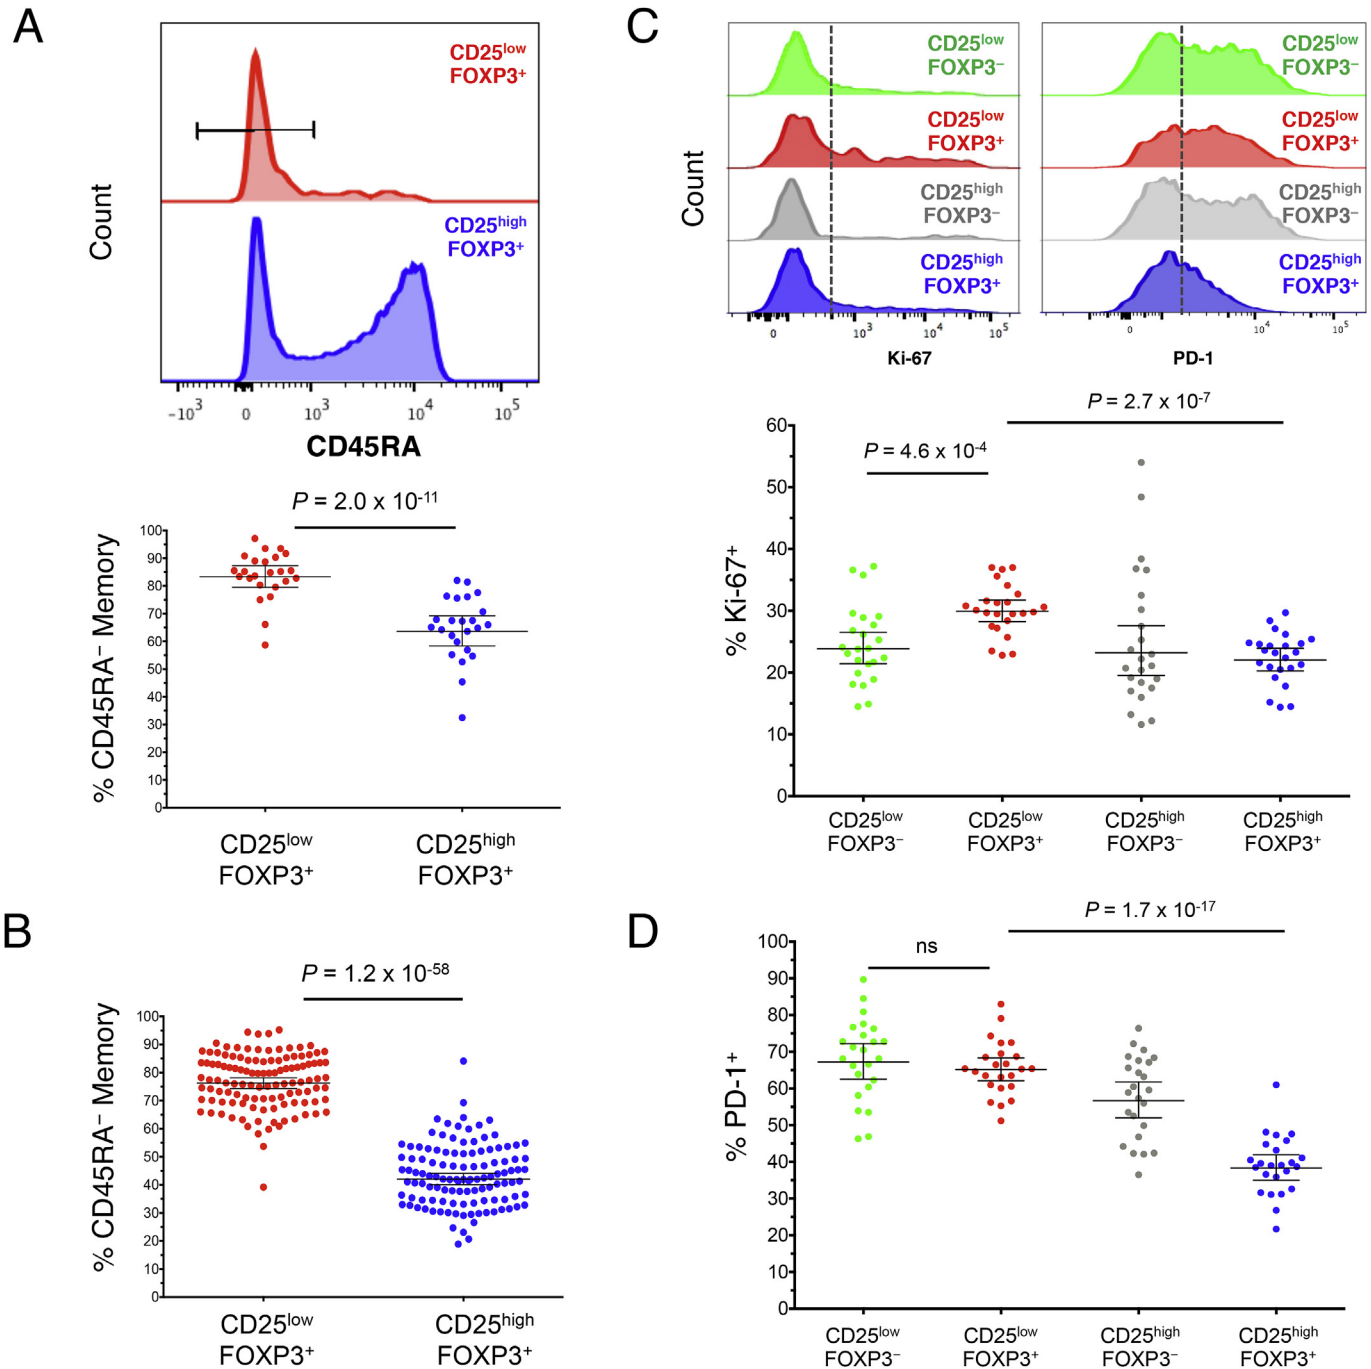 A
CD25low
FOXP3+
CD25high
FOXP3+
Count
-10³ 0 10³ 10⁴ 10⁵
CD45RA
P = 2.0 x 10-11
% CD45RA– Memory
100
90
80
70
60
50
40
30
20
10
0
CD25low
FOXP3+
CD25high
FOXP3+
B
P = 1.2 x 10-58
% CD45RA– Memory
100
90
80
70
60
50
40
30
20
10
0
CD25low
FOXP3+
CD25high
FOXP3+
C
CD25low
FOXP3–
CD25low
FOXP3+
CD25high
FOXP3–
CD25high
FOXP3+
Count
0 10³ 10⁴ 10⁵
Ki-67
CD25low
FOXP3–
CD25low
FOXP3+
CD25high
FOXP3–
CD25high
FOXP3+
0 10⁴ 10⁵
PD-1
P = 2.7 x 10-7
P = 4.6 x 10-4
% Ki-67+
60
50
40
30
20
10
0
CD25low
FOXP3–
CD25low
FOXP3+
CD25high
FOXP3–
CD25high
FOXP3+
D
P = 1.7 x 10-17
ns
% PD-1+
100
90
80
70
60
50
40
30
20
10
0
CD25low
FOXP3–
CD25low
FOXP3+
CD25high
FOXP3–
CD25high
FOXP3+